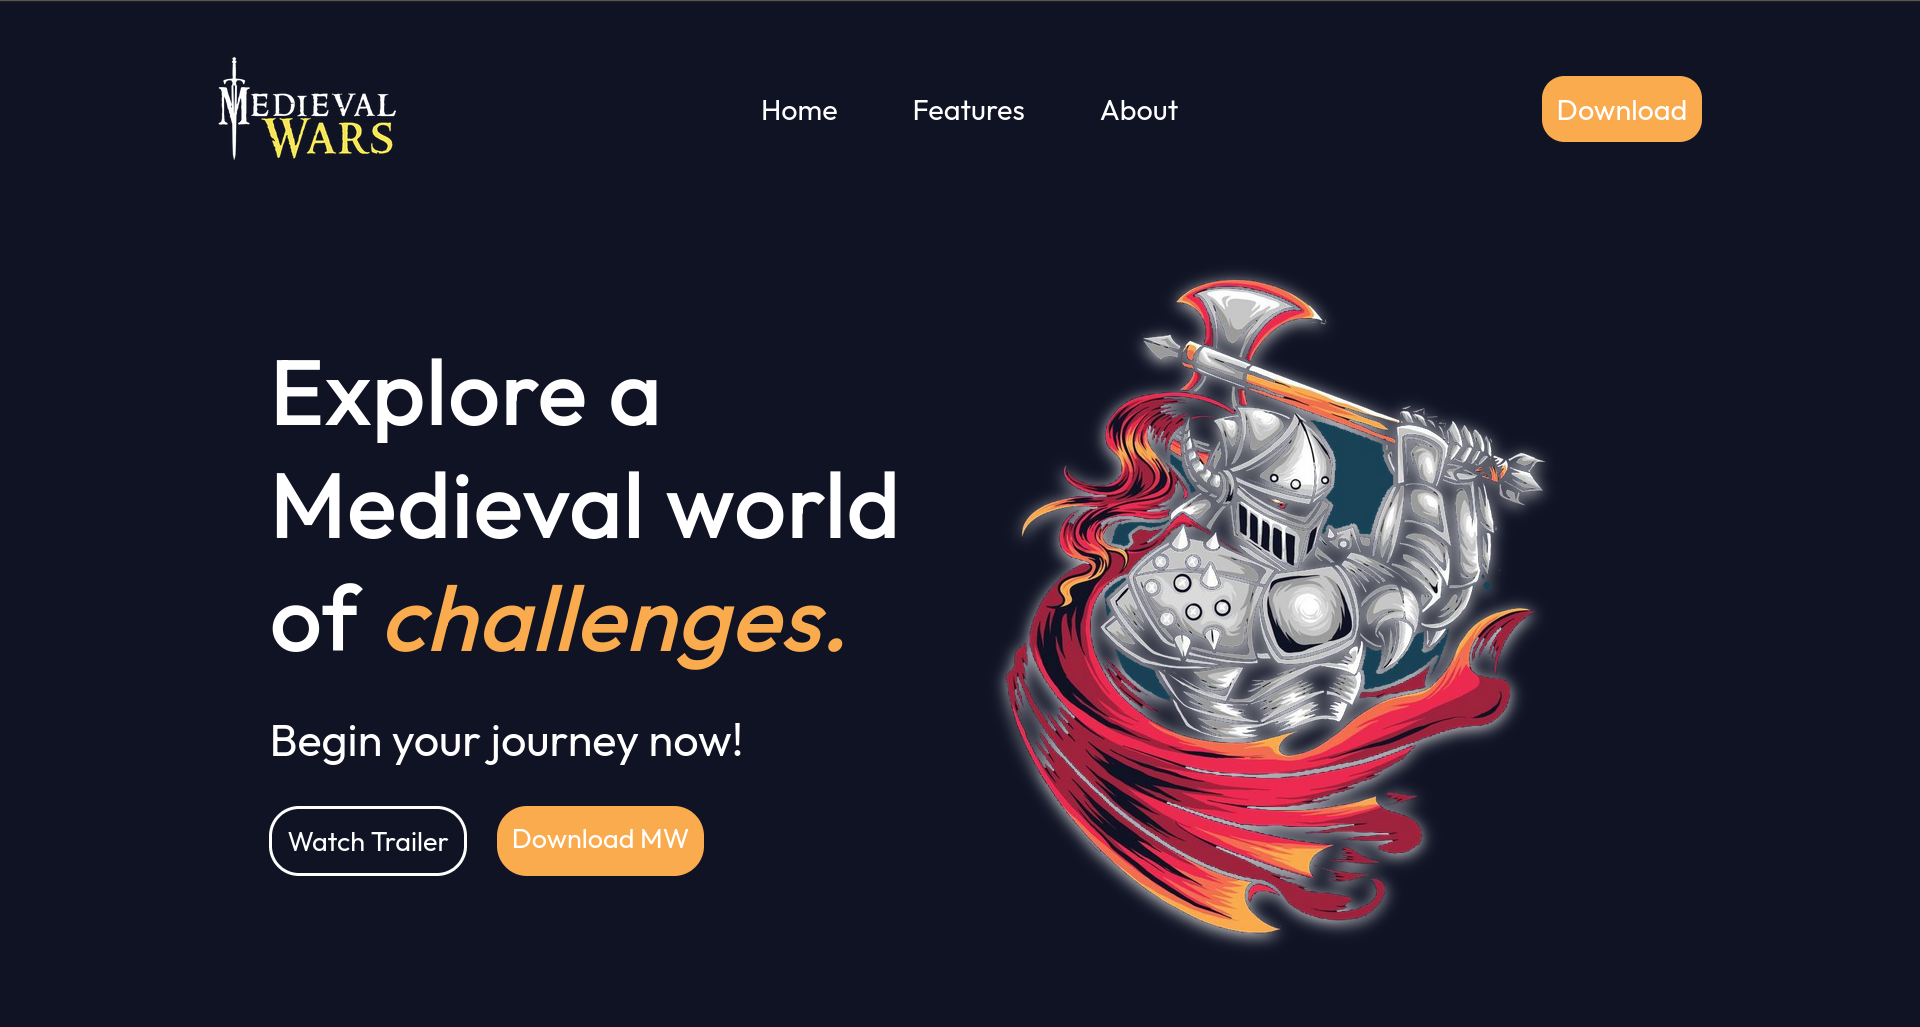 MEDIEVAL
WARS
Home
Features
About
Download
Explore a
Medieval world
of challenges.
Begin your journey now!
Watch Trailer
Download MW